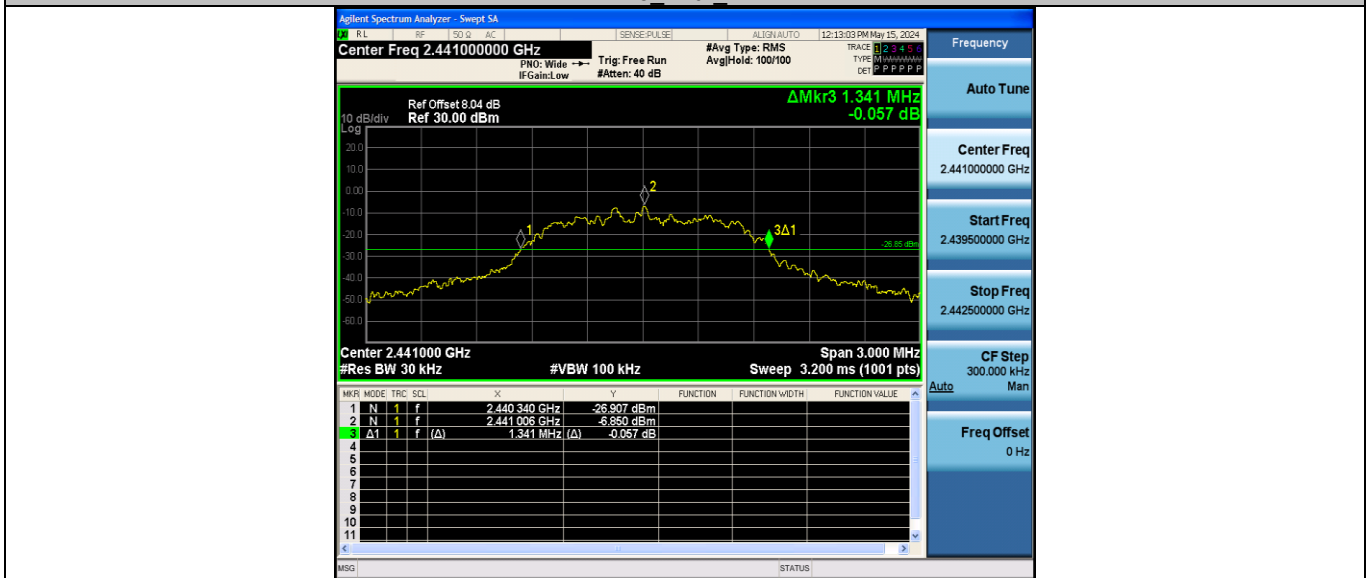 Agilent Spectrum Analyzer - Swept SA
RL RF 50 Ω AC SENSE:PULSE ALIGN AUTO 12:13:03 PM May 15, 2024
Center Freq 2.441000000 GHz #Avg Type: RMS TRACE 1 2 3 4 5 6 Frequency
PNO: Wide Trig: Free Run Avg|Hold: 100/100 TYPE M WWWWW
IFGain:Low #Atten: 40 dB DET P P P P P P
Auto Tune
ΔMkr3 1.341 MHz
Ref Offset 8.04 dB
10 dB/div Ref 30.00 dBm -0.057 dB
Log
20.0
10.0
0.00
-10.0
-20.0
-30.0
-40.0
-50.0
-60.0
1
2
3Δ1
-26.85 dBm
Center 2.441000 GHz Span 3.000 MHz
#Res BW 30 kHz #VBW 100 kHz Sweep 3.200 ms (1001 pts)
MKR MODE TRC SCL X Y FUNCTION FUNCTION WIDTH FUNCTION VALUE
1 N 1 f 2.440 340 GHz -26.907 dBm
2 N 1 f 2.441 006 GHz -6.850 dBm
3 Δ1 1 f (Δ) 1.341 MHz (Δ) -0.057 dB
4
5
6
7
8
9
10
11
Center Freq
2.441000000 GHz
Start Freq
2.439500000 GHz
Stop Freq
2.442500000 GHz
CF Step
300.000 kHz
Auto Man
Freq Offset
0 Hz
MSG STATUS